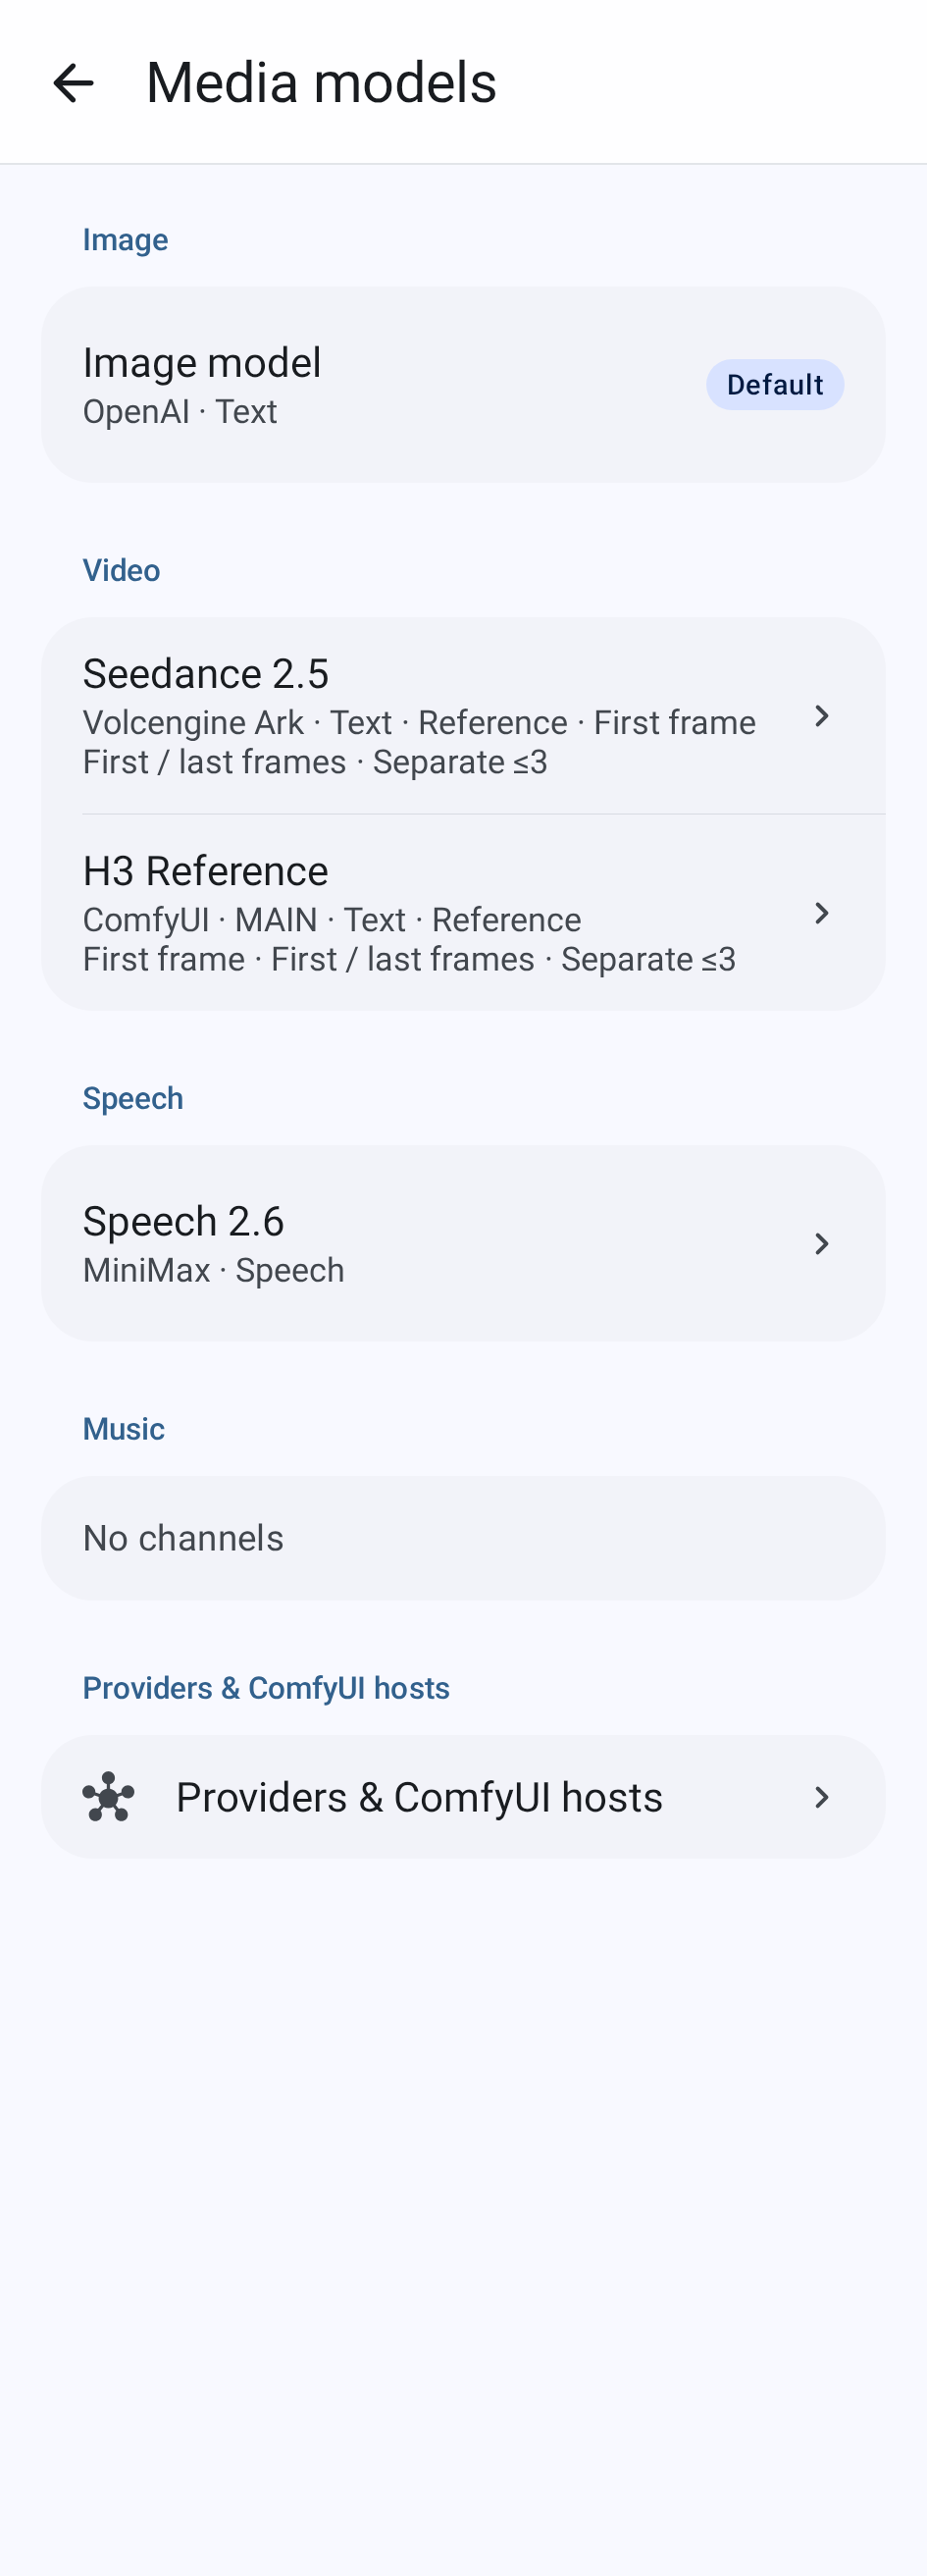 Media models
Image
Image model
OpenAI · Text
Default
Video
Seedance 2.5
Volcengine Ark · Text · Reference · First frame
First / last frames · Separate ≤3
H3 Reference
ComfyUI · MAIN · Text · Reference
First frame · First / last frames · Separate ≤3
Speech
Speech 2.6
MiniMax · Speech
Music
No channels
Providers & ComfyUI hosts
Providers & ComfyUI hosts